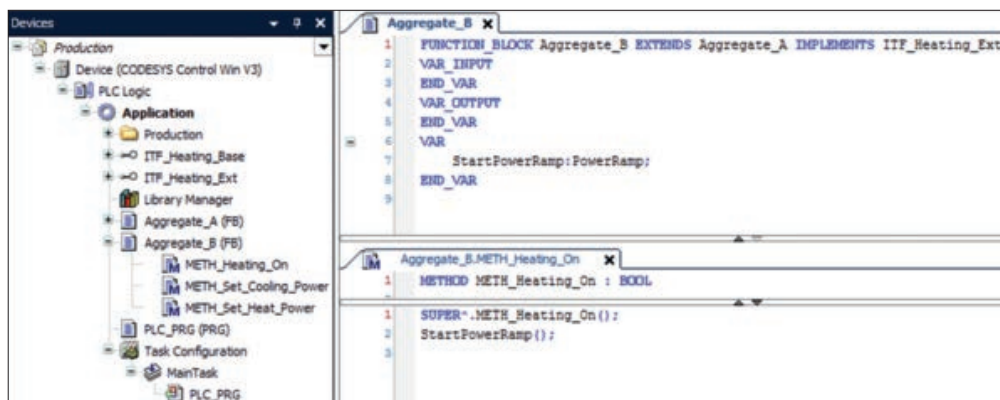 Devices
Production
Device (CODESYS Control Win V3)
PLC Logic
Application
Production
ITF_Heating_Base
ITF_Heating_Ext
Library Manager
Aggregate_A (FB)
Aggregate_B (FB)
METH_Heating_On
METH_Set_Cooling_Power
METH_Set_Heat_Power
PLC_PRG (PRG)
Task Configuration
MainTask
PLC_PRG
Aggregate_B
1 FUNCTION_BLOCK Aggregate_B EXTENDS Aggregate_A IMPLEMENTS ITF_Heating_Ext
2 VAR_INPUT
3 END_VAR
4 VAR_OUTPUT
5 END_VAR
6 VAR
7 StartPowerRamp:PowerRamp;
8 END_VAR
9
Aggregate_B.METH_Heating_On
1 METHOD METH_Heating_On : BOOL
1 SUPER^.METH_Heating_On();
2 StartPowerRamp();
3